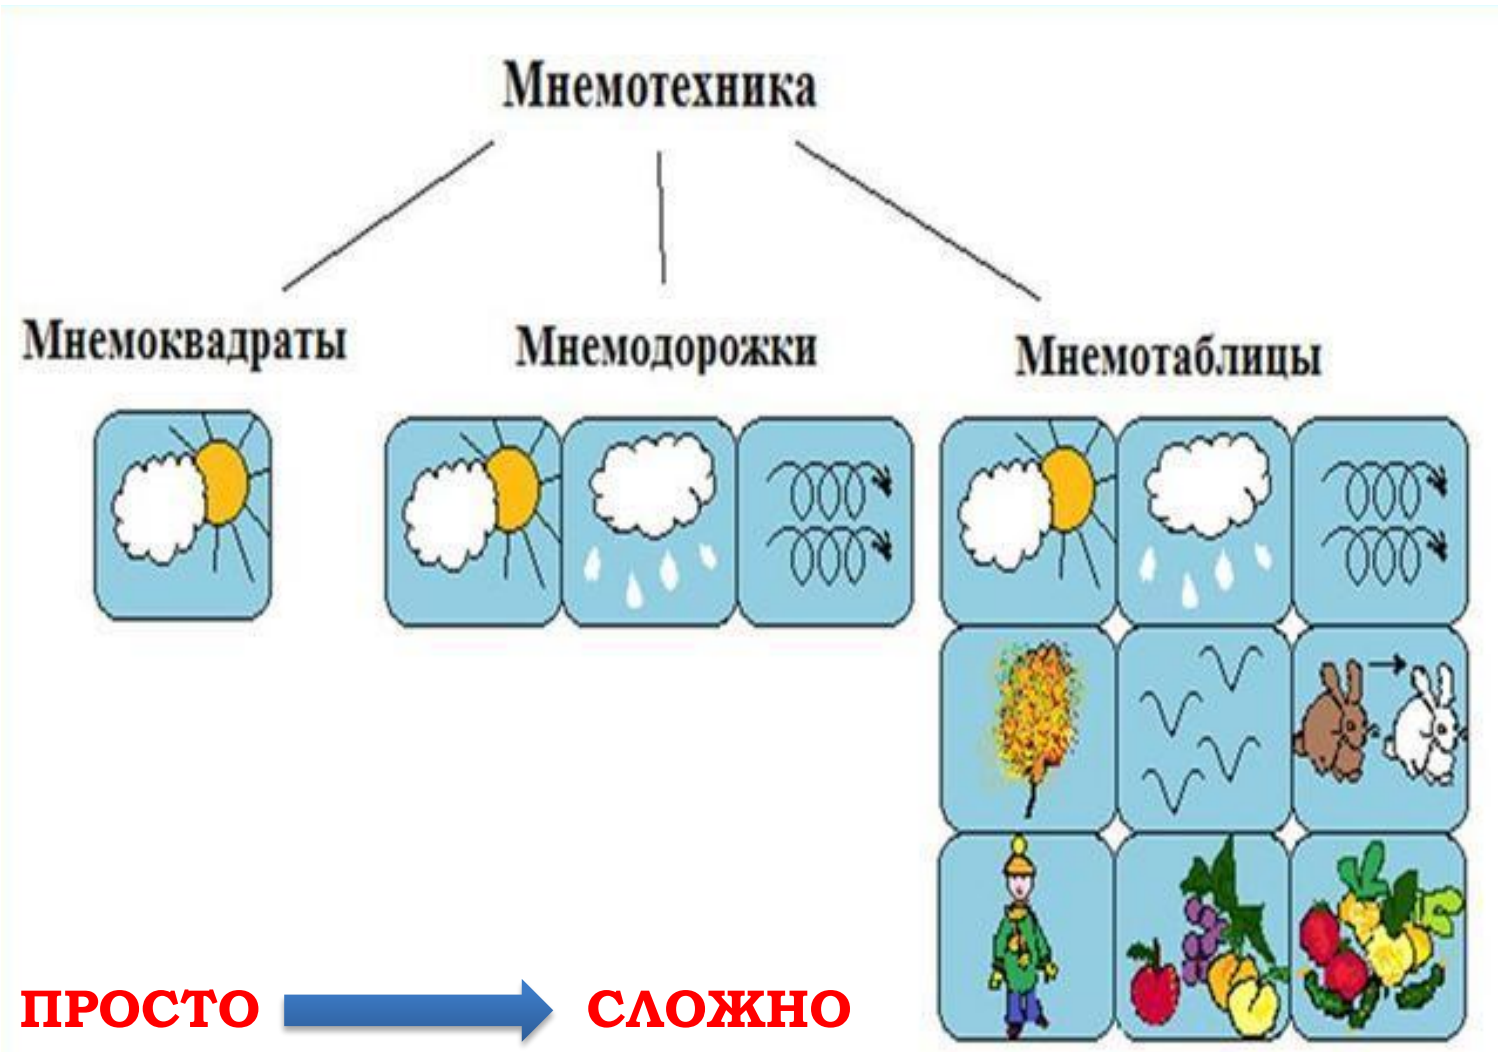 Мнемотехника
Мнемоквадраты
Мнемодорожки
Мнемотаблицы
ПРОСТО
СЛОЖНО